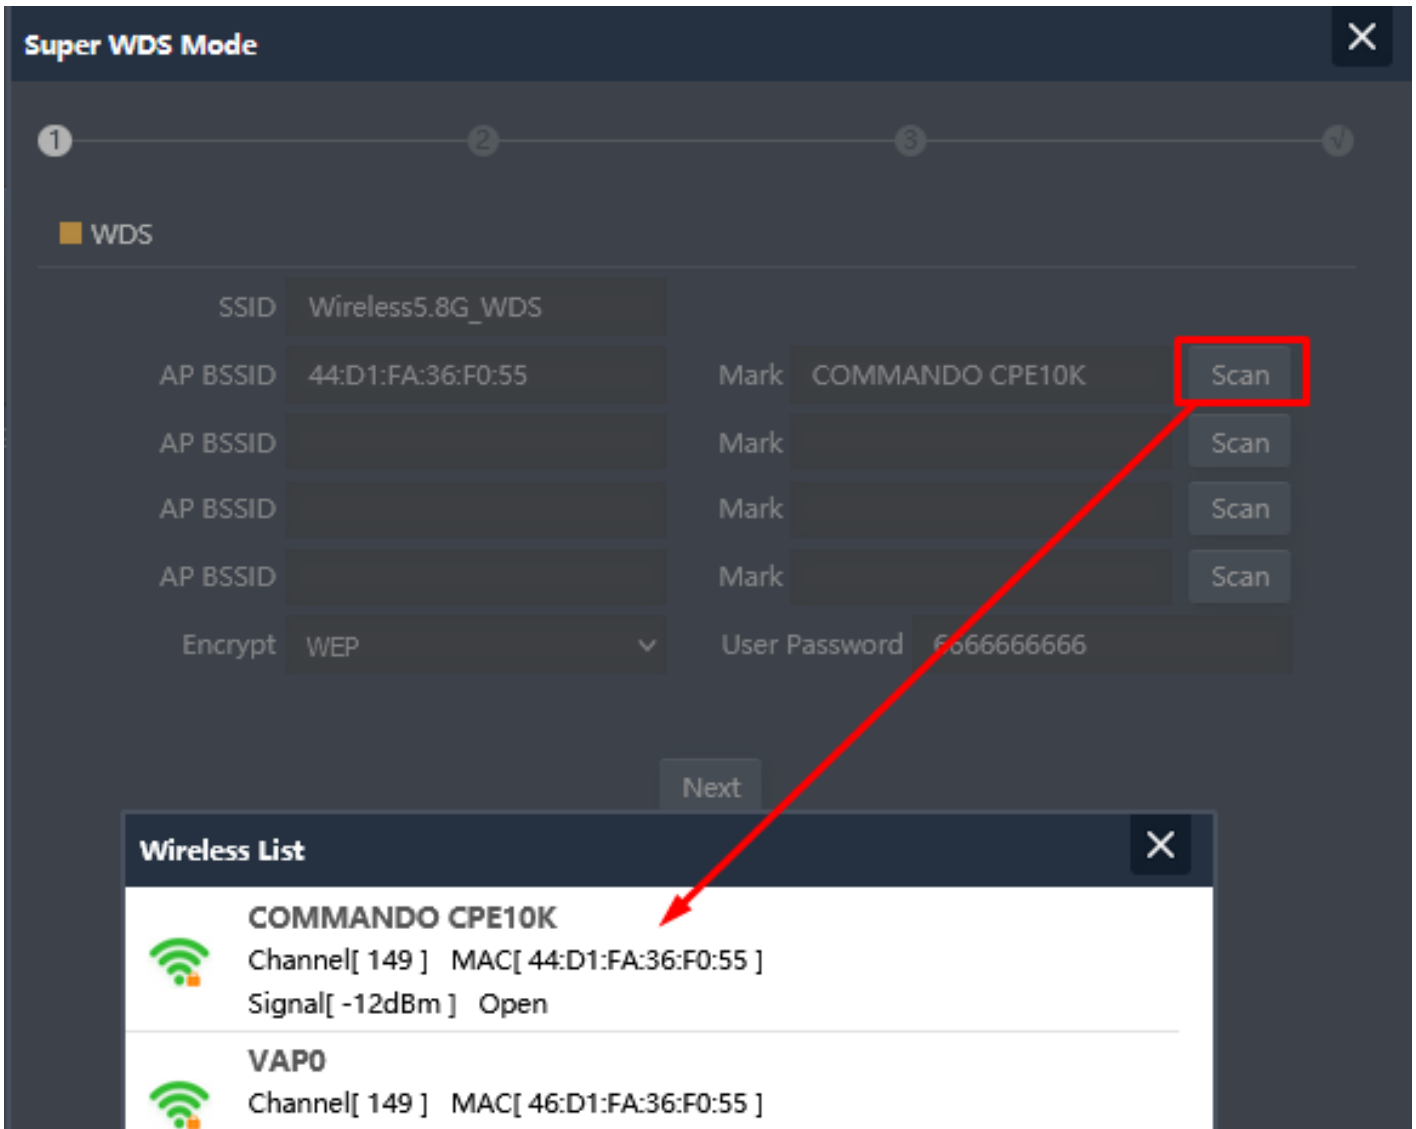 Super WDS Mode
1 2 3 √
WDS
SSID Wireless5.8G_WDS
AP BSSID 44:D1:FA:36:F0:55 Mark COMMANDO CPE10K Scan
AP BSSID Mark Scan
AP BSSID Mark Scan
AP BSSID Mark Scan
Encrypt WEP User Password 6666666666
Next
Wireless List
COMMANDO CPE10K
Channel[ 149 ] MAC[ 44:D1:FA:36:F0:55 ]
Signal[ -12dBm ] Open
VAP0
Channel[ 149 ] MAC[ 46:D1:FA:36:F0:55 ]